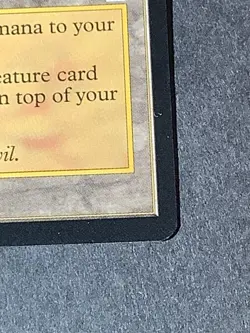 mana to your
eature card
n top of your
vil.